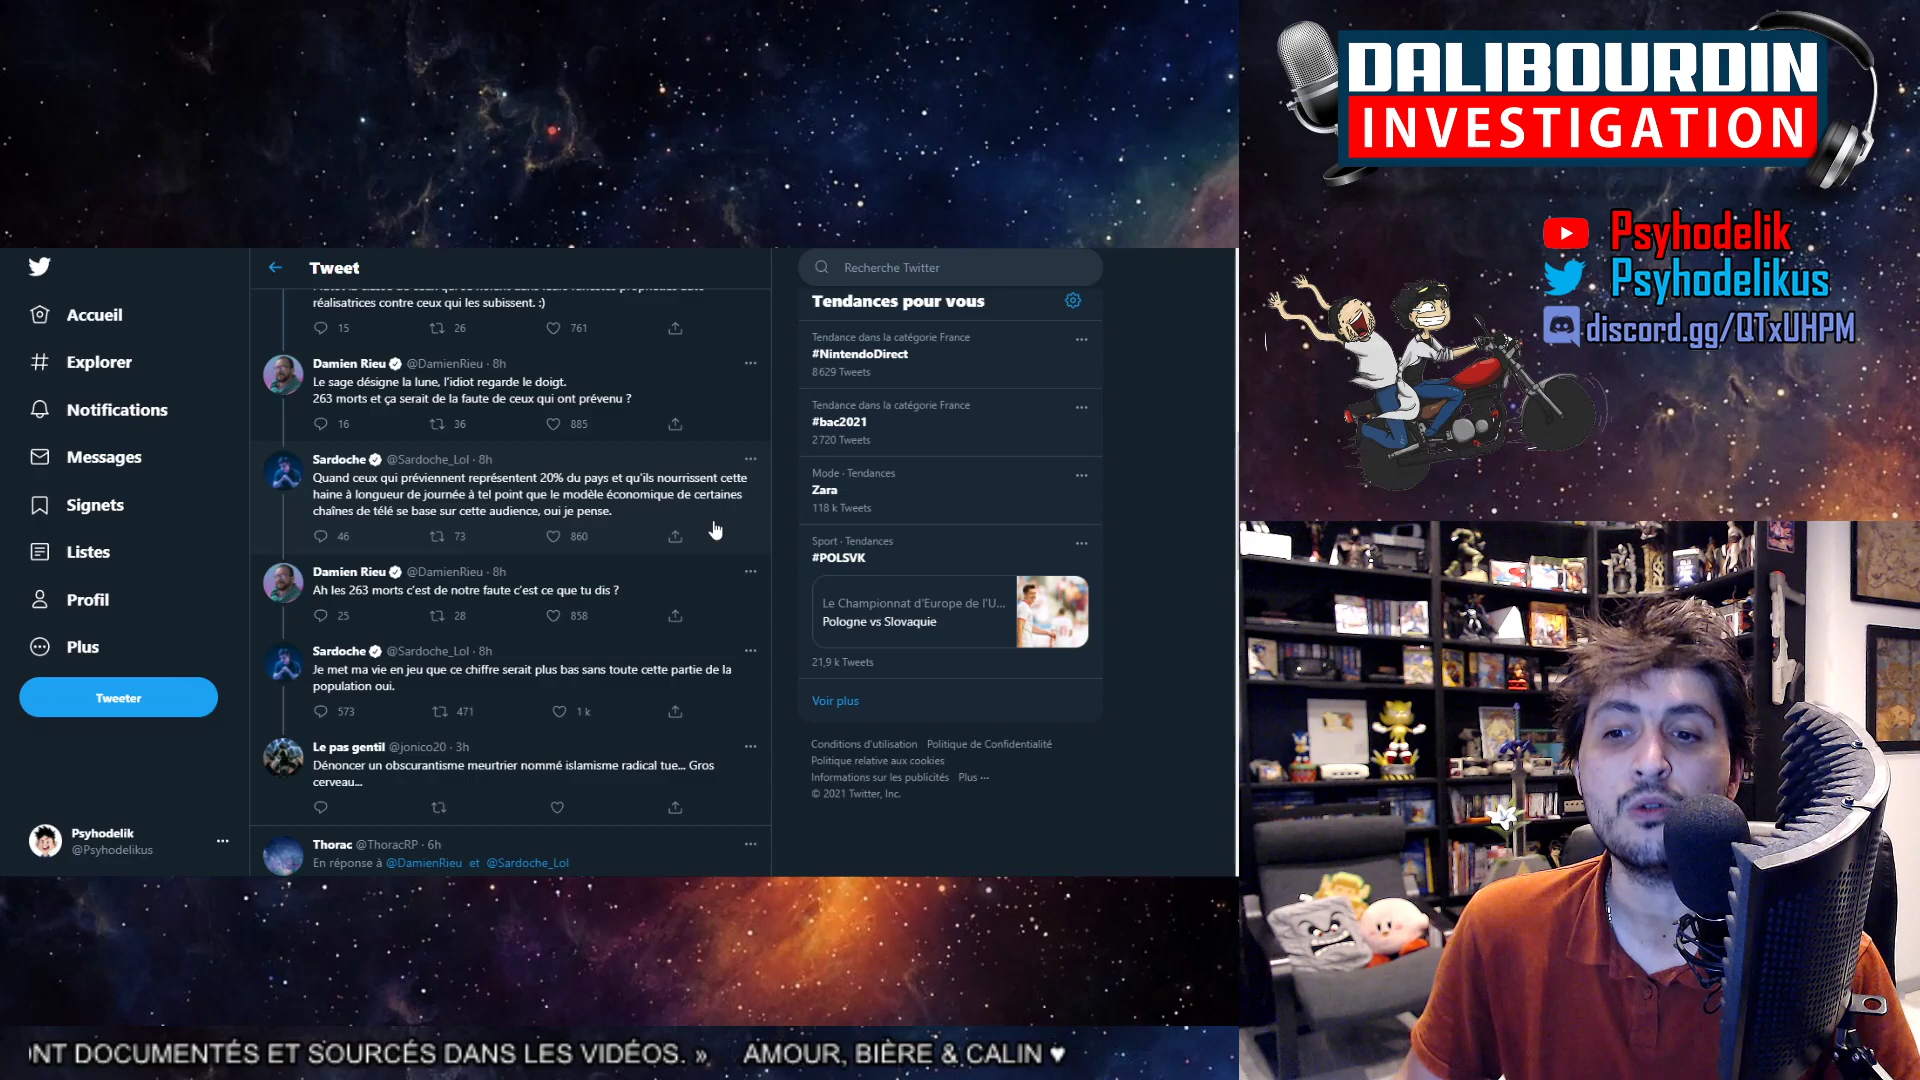 Tweet
réalisatrices contre ceux qui les subissent. :)
15 26 761
Damien Rieu @DamienRieu · 8h
Le sage désigne la lune, l'idiot regarde le doigt.
263 morts et ça serait de la faute de ceux qui ont prévenu ?
16 36 885
Sardoche @Sardoche_Lol · 8h
Quand ceux qui préviennent représentent 20% du pays et qu'ils nourrissent cette
haine à longueur de journée à tel point que le modèle économique de certaines
chaînes de télé se base sur cette audience, oui je pense.
46 73 860
Damien Rieu @DamienRieu · 8h
Ah les 263 morts c'est de notre faute c'est ce que tu dis ?
25 28 858
Sardoche @Sardoche_Lol · 8h
Je met ma vie en jeu que ce chiffre serait plus bas sans toute cette partie de la
population oui.
573 471 1 k
Le pas gentil @jonico20 · 3h
Dénoncer un obscurantisme meurtrier nommé islamisme radical tue... Gros
cerveau...
Thorac @ThoracRP · 6h
En réponse à @DamienRieu et @Sardoche_Lol
Accueil
Explorer
Notifications
Messages
Signets
Listes
Profil
Plus
Tweeter
Psyhodelik
@Psyhodelikus
Recherche Twitter
Tendances pour vous
Tendance dans la catégorie France
#NintendoDirect
8 629 Tweets
Tendance dans la catégorie France
#bac2021
2 720 Tweets
Mode · Tendances
Zara
118 k Tweets
Sport · Tendances
#POLSVK
Le Championnat d'Europe de l'U...
Pologne vs Slovaquie
21,9 k Tweets
Voir plus
Conditions d'utilisation Politique de Confidentialité
Politique relative aux cookies
Informations sur les publicités Plus ···
© 2021 Twitter, Inc.
DALIBOURDIN
INVESTIGATION
Psyhodelik
Psyhodelikus
discord.gg/QTxUHPM
ONT DOCUMENTÉS ET SOURCÉS DANS LES VIDÉOS. » AMOUR, BIÈRE & CALIN ♥